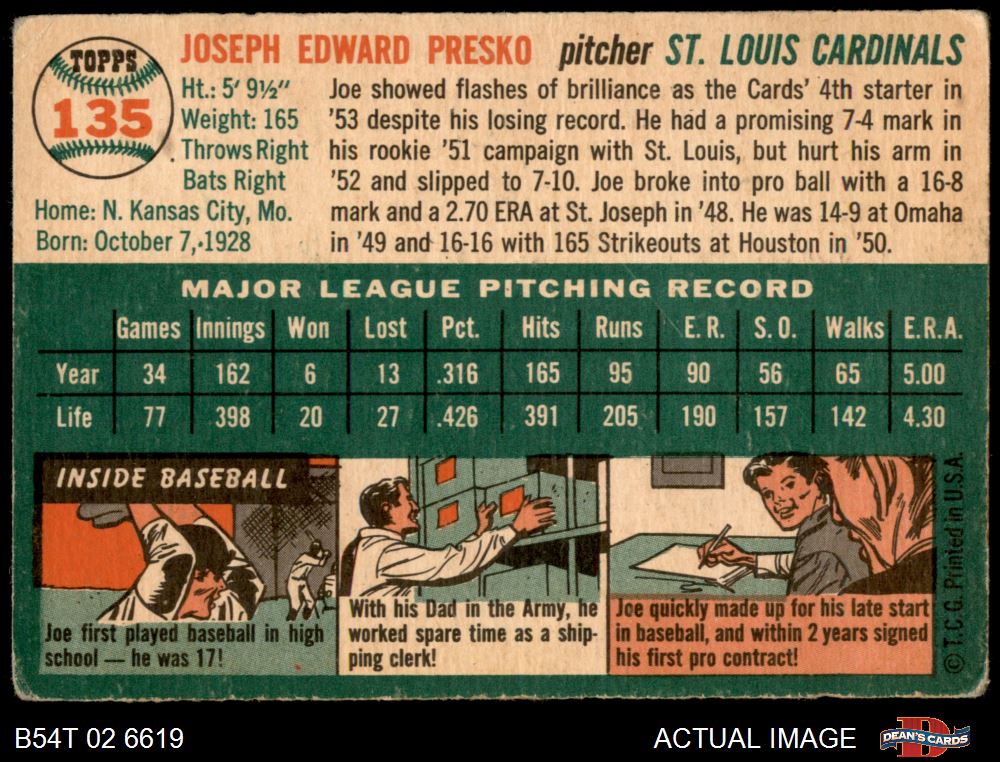 TOPPS
135
JOSEPH EDWARD PRESKO pitcher ST. LOUIS CARDINALS
Ht.: 5' 9½"
Weight: 165
Throws Right
Bats Right
Home: N. Kansas City, Mo.
Born: October 7, 1928
Joe showed flashes of brilliance as the Cards' 4th starter in
'53 despite his losing record. He had a promising 7-4 mark in
his rookie '51 campaign with St. Louis, but hurt his arm in
'52 and slipped to 7-10. Joe broke into pro ball with a 16-8
mark and a 2.70 ERA at St. Joseph in '48. He was 14-9 at Omaha
in '49 and 16-16 with 165 Strikeouts at Houston in '50.
MAJOR LEAGUE PITCHING RECORD
Games Innings Won Lost Pct. Hits Runs E.R. S.O. Walks E.R.A.
Year 34 162 6 13 .316 165 95 90 56 65 5.00
Life 77 398 20 27 .426 391 205 190 157 142 4.30
INSIDE BASEBALL
Joe first played baseball in high
school — he was 17!
With his Dad in the Army, he
worked spare time as a ship-
ping clerk!
Joe quickly made up for his late start
in baseball, and within 2 years signed
his first pro contract!
© T.C.G. Printed in U.S.A.
B54T 02 6619
ACTUAL IMAGE
D
DEAN'S CARDS